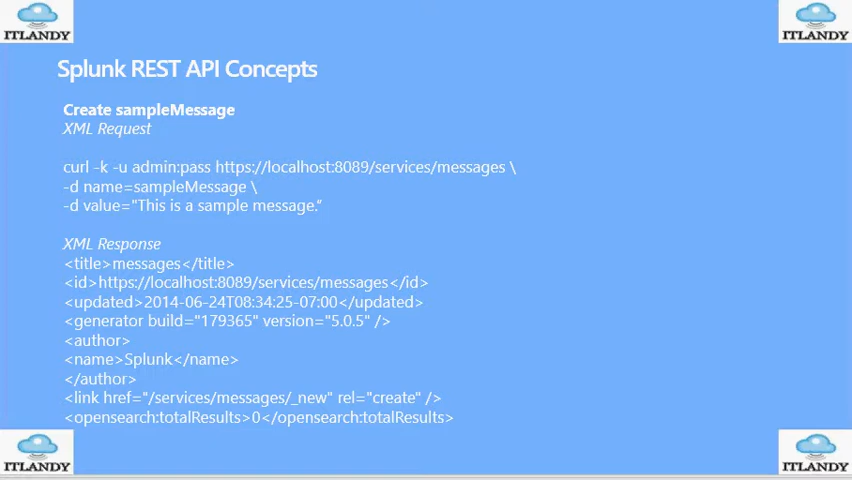 ITLANDY
ITLANDY
Splunk REST API Concepts
Create sampleMessage
XML Request
curl -k -u admin:pass https://localhost:8089/services/messages \
-d name=sampleMessage \
-d value="This is a sample message.”
XML Response
<title>messages</title>
<id>https://localhost:8089/services/messages</id>
<updated>2014-06-24T08:34:25-07:00</updated>
<generator build="179365" version="5.0.5" />
<author>
<name>Splunk</name>
</author>
<link href="/services/messages/_new" rel="create" />
<opensearch:totalResults>0</opensearch:totalResults>
ITLANDY
ITLANDY